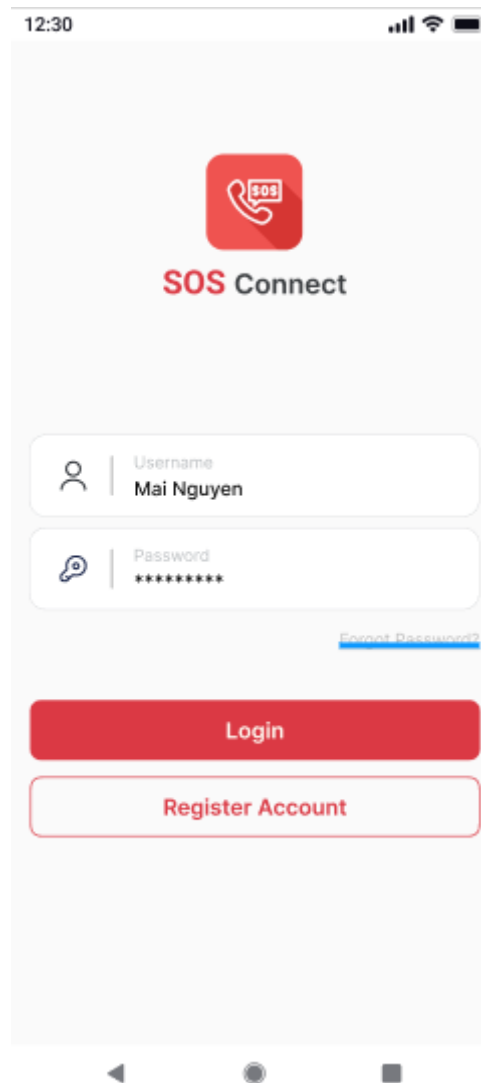 12:30
SOS
SOS Connect
Username
Mai Nguyen
Password
*********
Forgot Password?
Login
Register Account